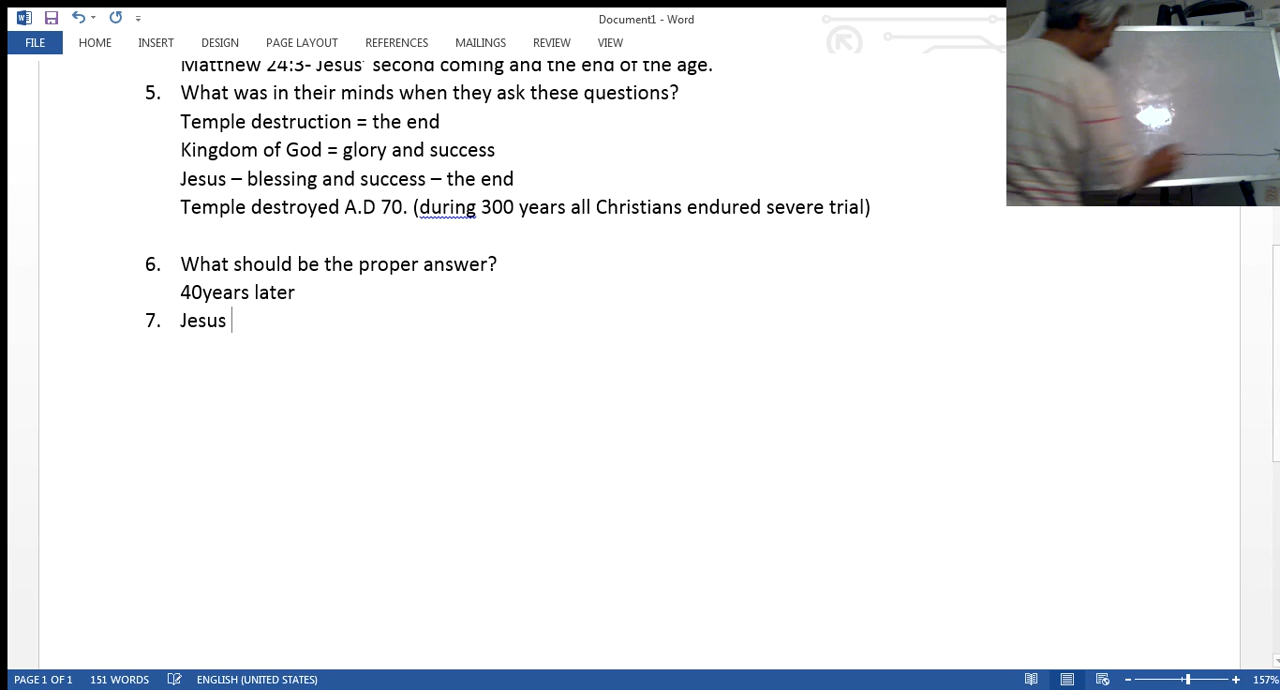 Document1 - Word
FILE HOME INSERT DESIGN PAGE LAYOUT REFERENCES MAILINGS REVIEW VIEW
Matthew 24:3- Jesus' second coming and the end of the age.
5. What was in their minds when they ask these questions?
Temple destruction = the end
Kingdom of God = glory and success
Jesus – blessing and success – the end
Temple destroyed A.D 70. (during 300 years all Christians endured severe trial)
6. What should be the proper answer?
40years later
7. Jesus
PAGE 1 OF 1 151 WORDS ENGLISH (UNITED STATES) 157%